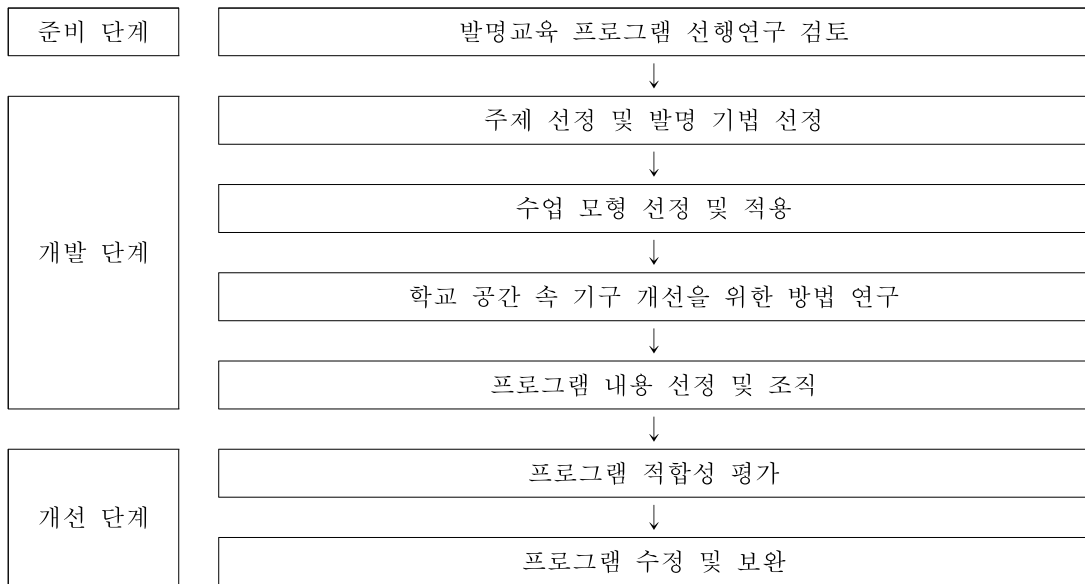 준비 단계
발명교육 프로그램 선행연구 검토
↓
주제 선정 및 발명 기법 선정
↓
수업 모형 선정 및 적용
↓
개발 단계
학교 공간 속 기구 개선을 위한 방법 연구
↓
프로그램 내용 선정 및 조직
↓
프로그램 적합성 평가
↓
개선 단계
프로그램 수정 및 보완